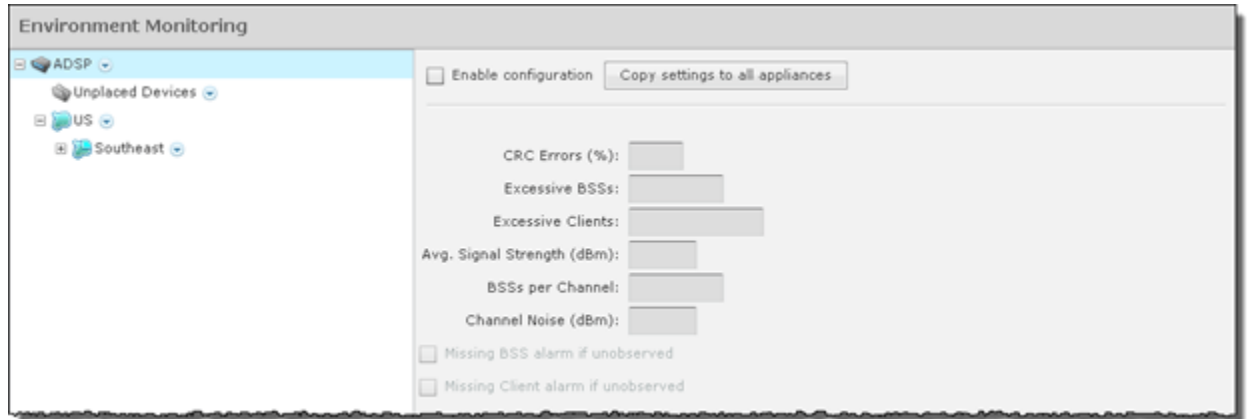 Environment Monitoring
ADSP
Unplaced Devices
US
Southeast
Enable configuration
Copy settings to all appliances
CRC Errors (%):
Excessive BSSs:
Excessive Clients:
Avg. Signal Strength (dBm):
BSSs per Channel:
Channel Noise (dBm):
Missing BSS alarm if unobserved
Missing Client alarm if unobserved